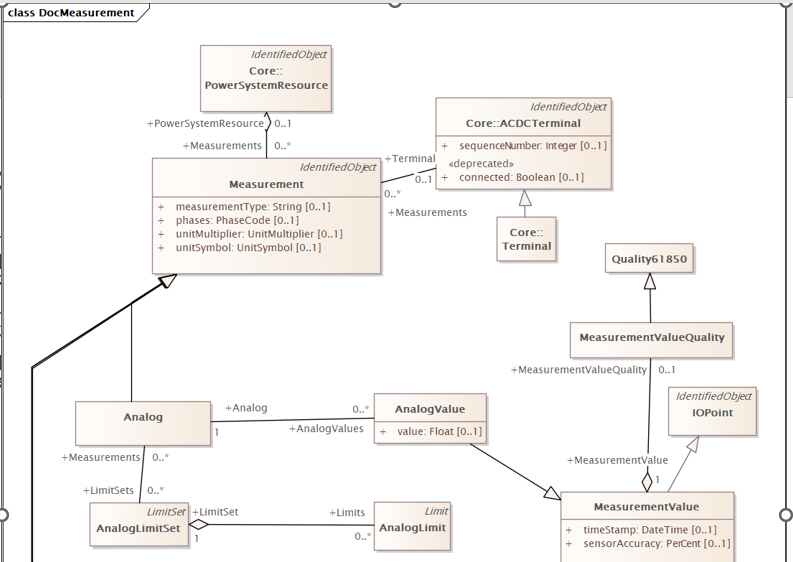 class DocMeasurement
IdentifiedObject
Core::
PowerSystemResource
+PowerSystemResource 0..1
+Measurements 0..*
IdentifiedObject
Core::ACDCTerminal
+ sequenceNumber: Integer [0..1]
«deprecated»
+ connected: Boolean [0..1]
+Terminal
0..1
0..*
+Measurements
IdentifiedObject
Measurement
+ measurementType: String [0..1]
+ phases: PhaseCode [0..1]
+ unitMultiplier: UnitMultiplier [0..1]
+ unitSymbol: UnitSymbol [0..1]
Core::
Terminal
Quality61850
MeasurementValueQuality
+MeasurementValueQuality 0..1
IdentifiedObject
IOPoint
Analog
+Analog
1
0..*
+AnalogValues
AnalogValue
+ value: Float [0..1]
+Measurements 0..*
+LimitSets 0..*
+MeasurementValue
1
LimitSet
AnalogLimitSet
+LimitSet
1
+Limits
0..*
Limit
AnalogLimit
MeasurementValue
+ timeStamp: DateTime [0..1]
+ sensorAccuracy: PerCent [0..1]